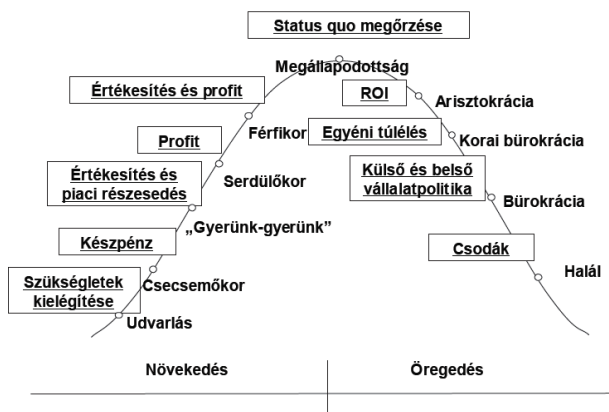 Status quo megőrzése
Megállapodottság
Értékesítés és profit
ROI
Arisztokrácia
Férfikor
Egyéni túlélés
Korai bürokrácia
Profit
Serdülőkor
Külső és belső
vállalatpolitika
Értékesítés és
piaci részesedés
Bürokrácia
„Gyerünk-gyerünk”
Készpénz
Csodák
Csecsemőkor
Halál
Szükségletek
kielégítése
Udvarlás
Növekedés
Öregedés